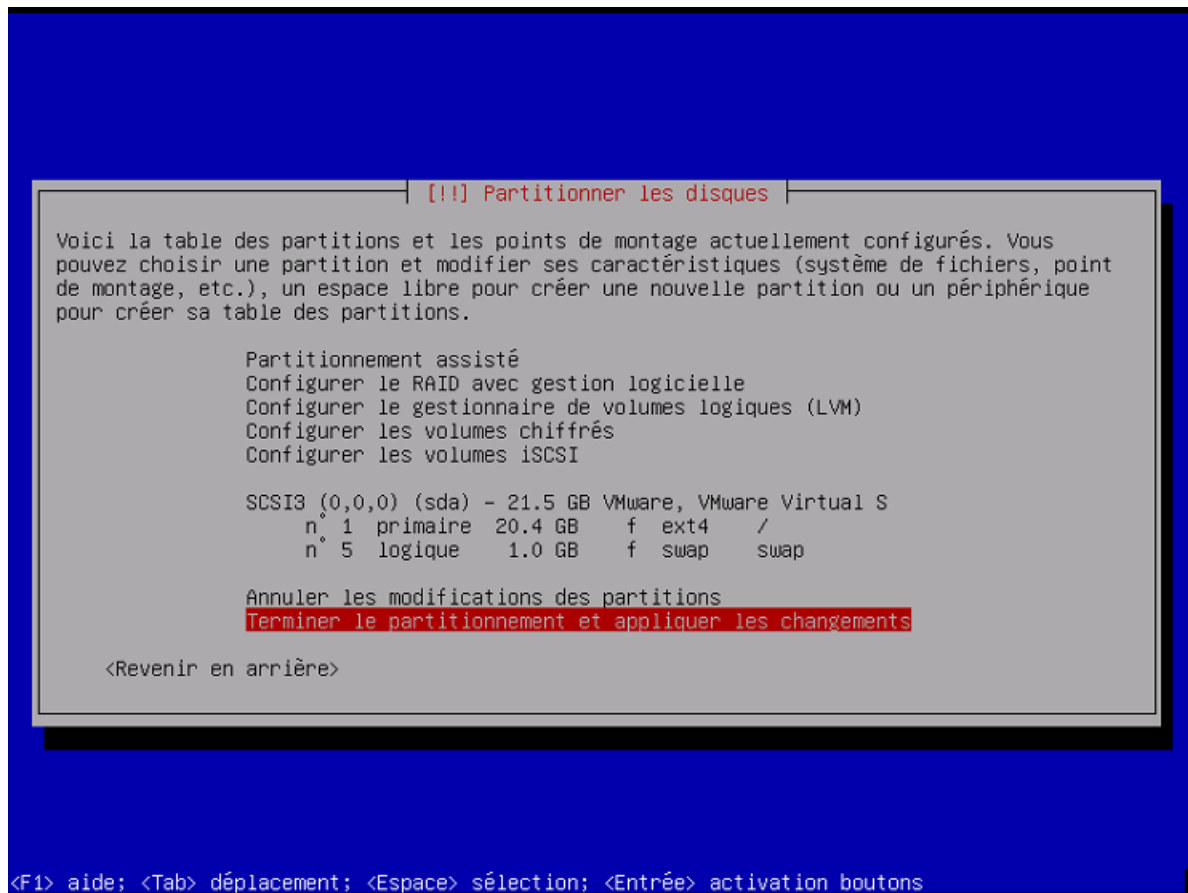 [!!] Partitionner les disques
Voici la table des partitions et les points de montage actuellement configurés. Vous
pouvez choisir une partition et modifier ses caractéristiques (système de fichiers, point
de montage, etc.), un espace libre pour créer une nouvelle partition ou un périphérique
pour créer sa table des partitions.
Partitionnement assisté
Configurer le RAID avec gestion logicielle
Configurer le gestionnaire de volumes logiques (LVM)
Configurer les volumes chiffrés
Configurer les volumes iSCSI
SCSI3 (0,0,0) (sda) - 21.5 GB VMware, VMware Virtual S
n° 1 primaire 20.4 GB f ext4 /
n° 5 logique 1.0 GB f swap swap
Annuler les modifications des partitions
Terminer le partitionnement et appliquer les changements
<Revenir en arrière>
<F1> aide; <Tab> déplacement; <Espace> sélection; <Entrée> activation boutons